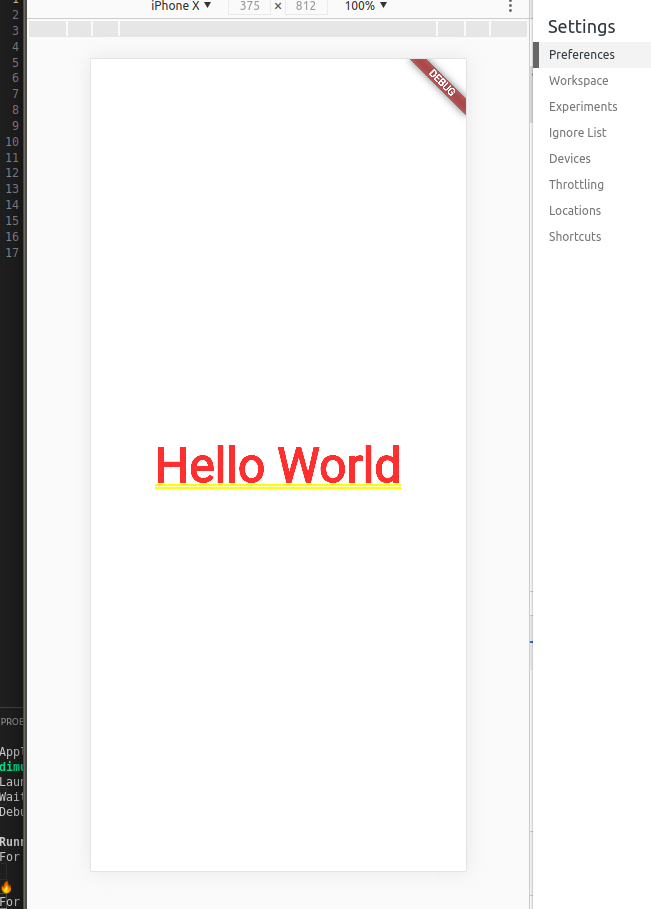 1
2
3
4
5
6
7
8
9
10
11
12
13
14
15
16
17
iPhone X ▼ 375 × 812 100% ▼
DEBUG
Hello World
Settings
Preferences
Workspace
Experiments
Ignore List
Devices
Throttling
Locations
Shortcuts
PROB
Appl
dimu
Laun
Wait
Debu
Runn
For
For